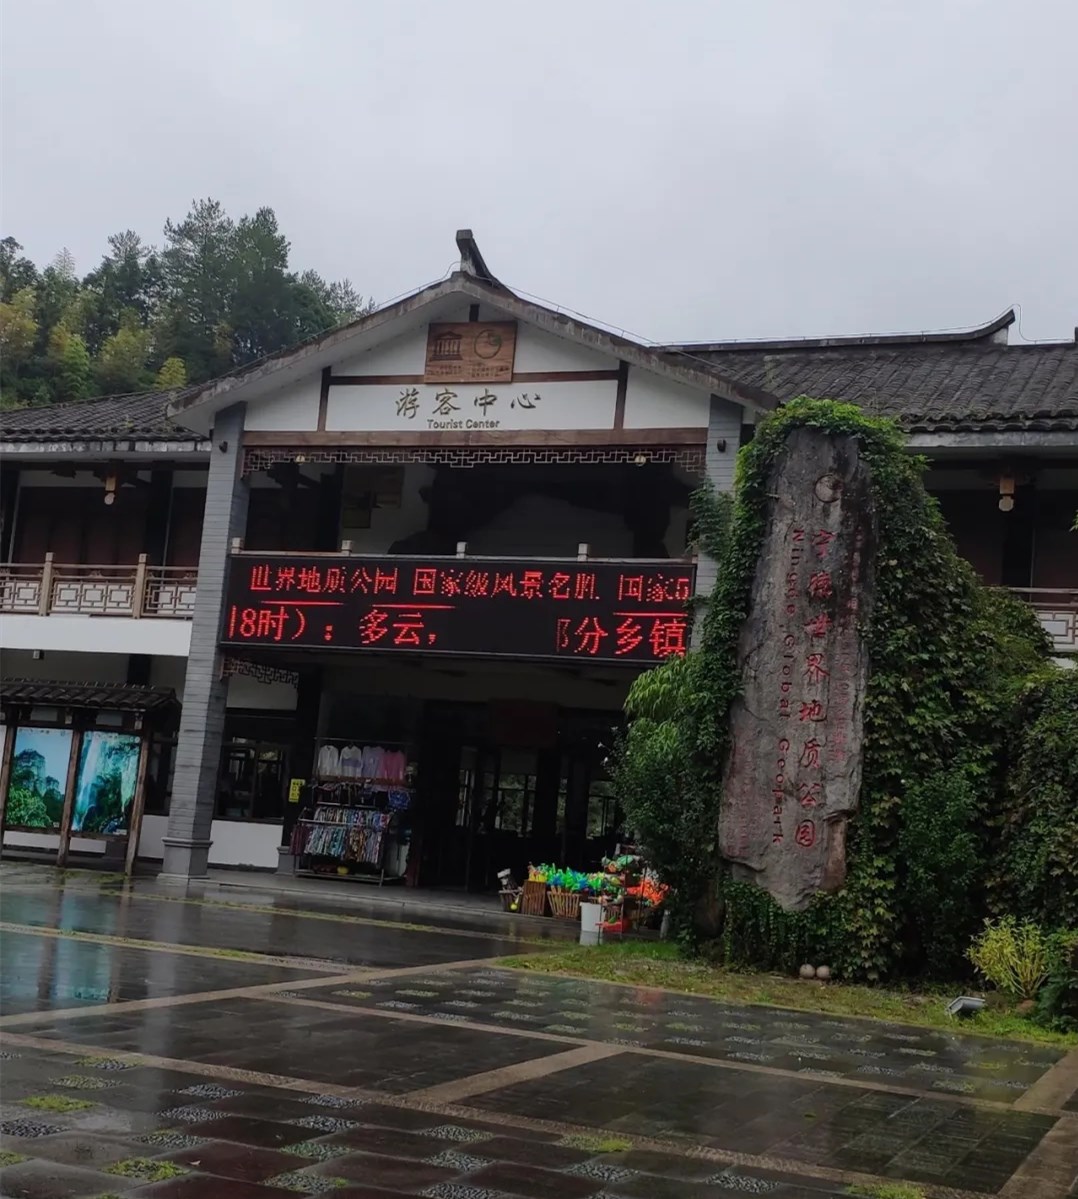 游客中心
Tourist Center
世界地质公园 国家级风景名胜 国家5
18时）：多云， 部分乡镇
宁德世界地质公园
Ningde Global Geopark